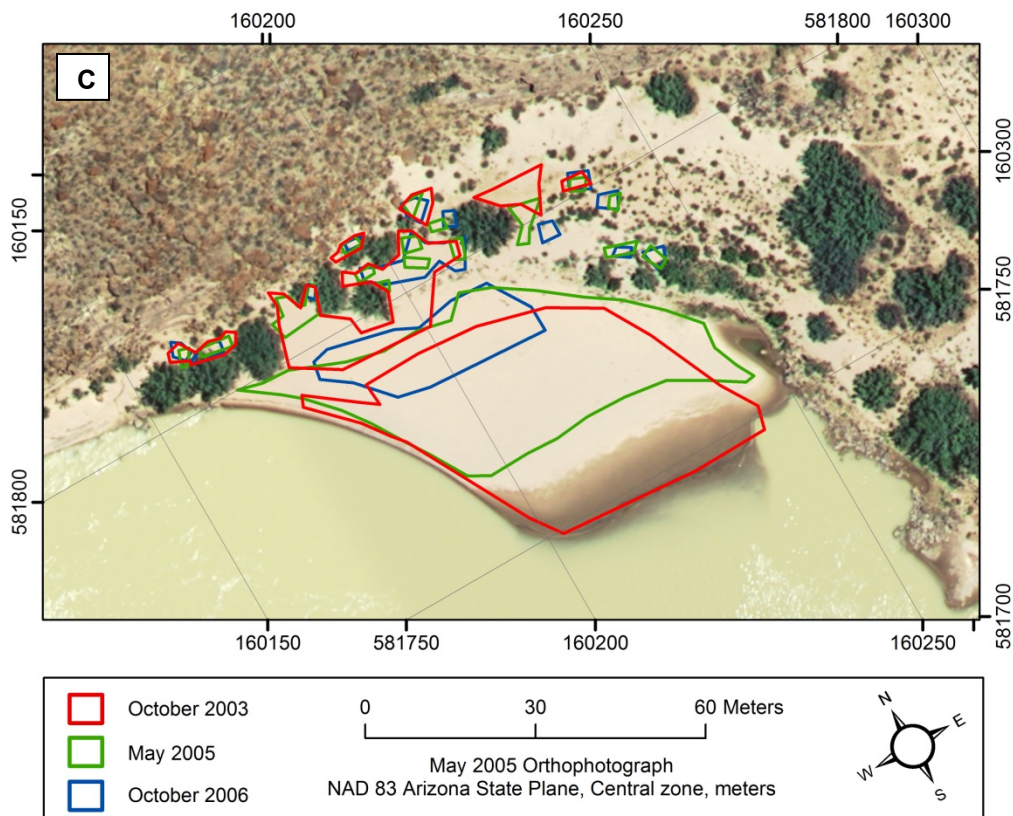 160200 160250 581800 160300
C
160150
581800
160300
581750
581700
160150 581750 160200 160250
October 2003
May 2005
October 2006
0 30 60 Meters
May 2005 Orthophotograph
NAD 83 Arizona State Plane, Central zone, meters
N
E
W
S